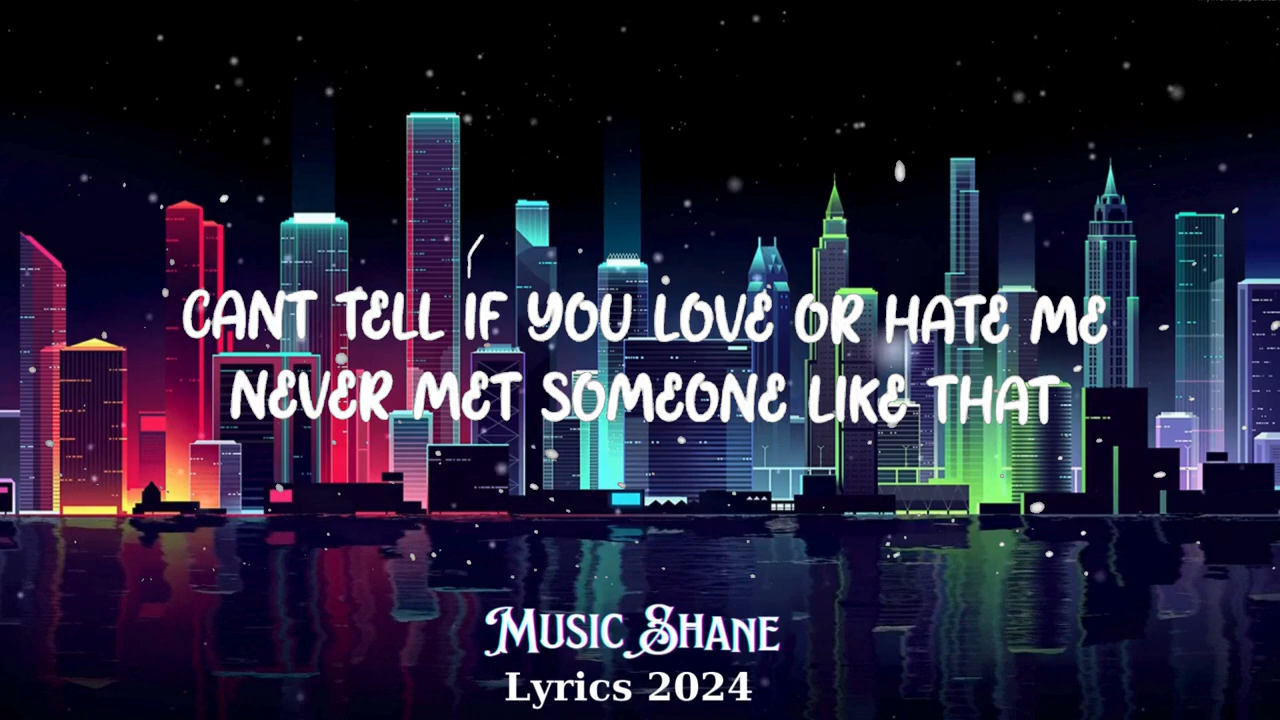 CANT TELL IF YOU LOVE OR HATE ME
NEVER MET SOMEONE LIKE THAT
MUSIC SHANE
Lyrics 2024